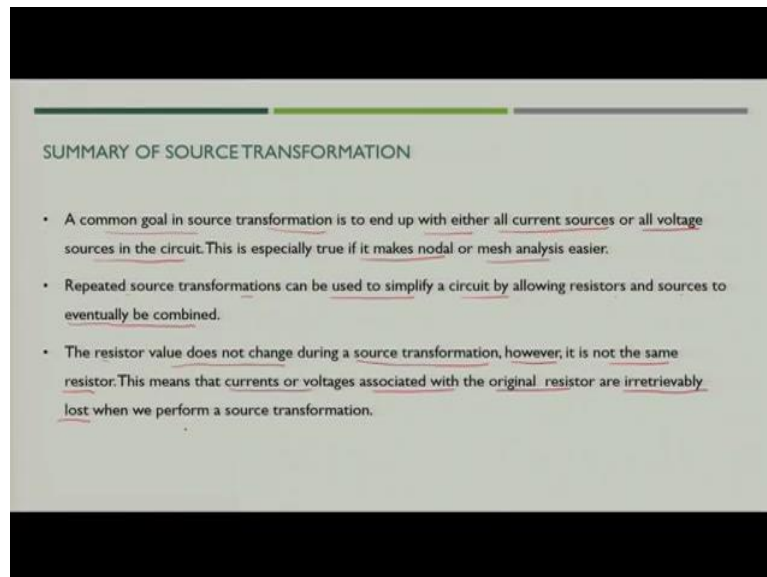 SUMMARY OF SOURCE TRANSFORMATION
• A common goal in source transformation is to end up with either all current sources or all voltage
sources in the circuit. This is especially true if it makes nodal or mesh analysis easier.
• Repeated source transformations can be used to simplify a circuit by allowing resistors and sources to
eventually be combined.
• The resistor value does not change during a source transformation, however, it is not the same
resistor. This means that currents or voltages associated with the original resistor are irretrievably
lost when we perform a source transformation.